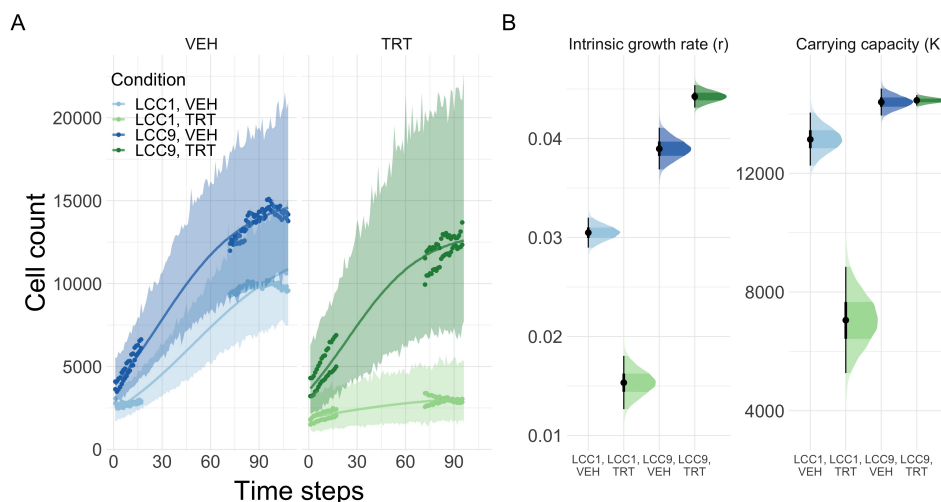 A
B
VEH
TRT
Intrinsic growth rate (r)
Carrying capacity (K
Condition
LCC1, VEH
LCC1, TRT
LCC9, VEH
LCC9, TRT
20000
15000
10000
5000
0
Cell count
0 30 60 90
0 30 60 90
Time steps
0.04
0.03
0.02
0.01
LCC1, LCC1, LCC9, LCC9,
VEH TRT VEH TRT
12000
8000
4000
LCC1, LCC1, LCC9, LCC9,
VEH TRT VEH TRT